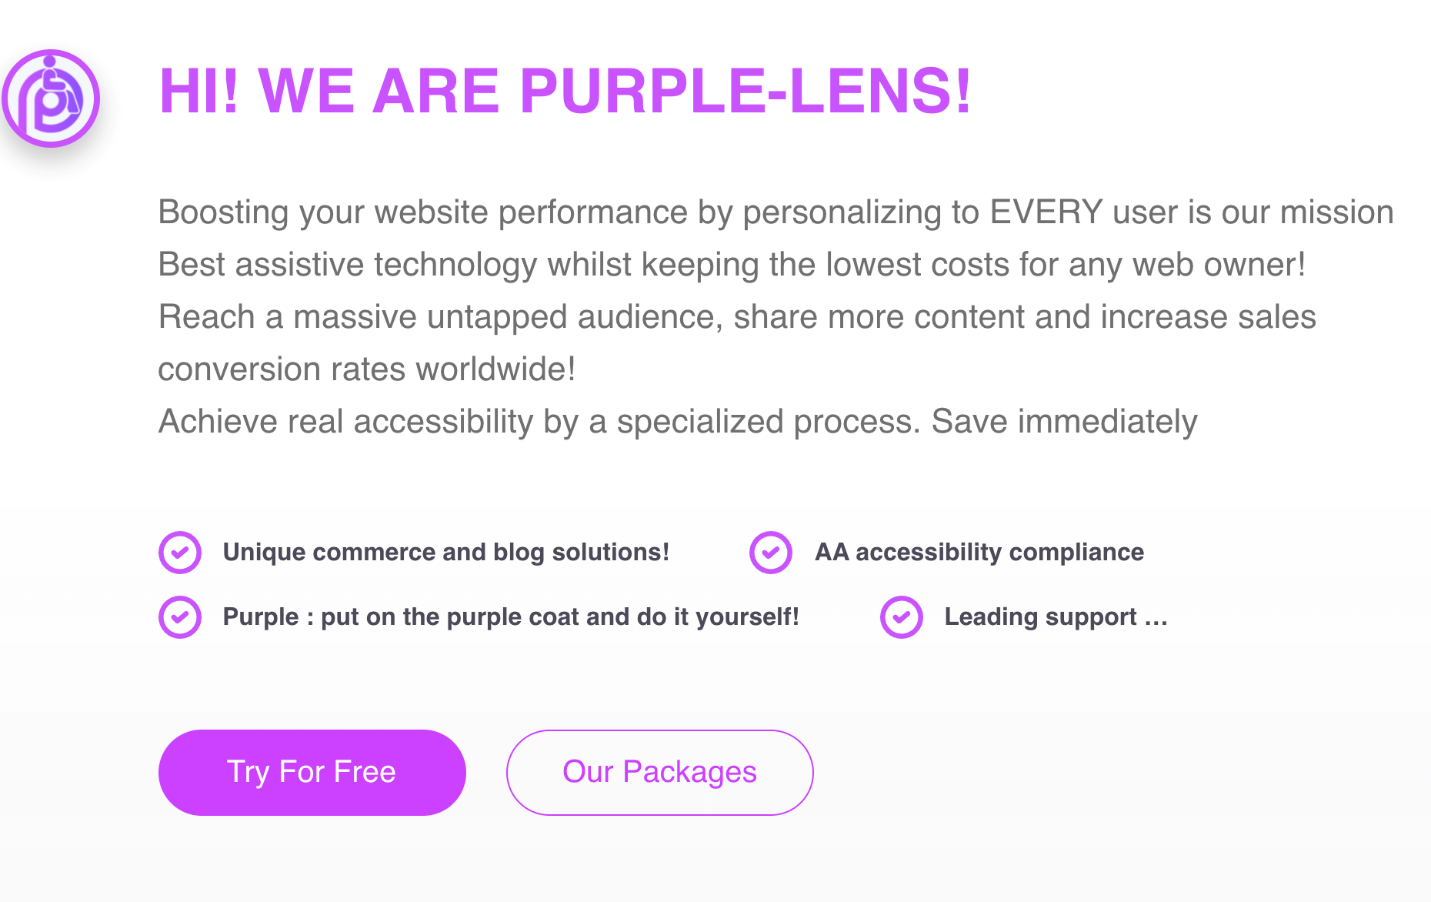 HI! WE ARE PURPLE-LENS!
Boosting your website performance by personalizing to EVERY user is our mission
Best assistive technology whilst keeping the lowest costs for any web owner!
Reach a massive untapped audience, share more content and increase sales
conversion rates worldwide!
Achieve real accessibility by a specialized process. Save immediately
Unique commerce and blog solutions!
AA accessibility compliance
Purple : put on the purple coat and do it yourself!
Leading support ...
Try For Free
Our Packages